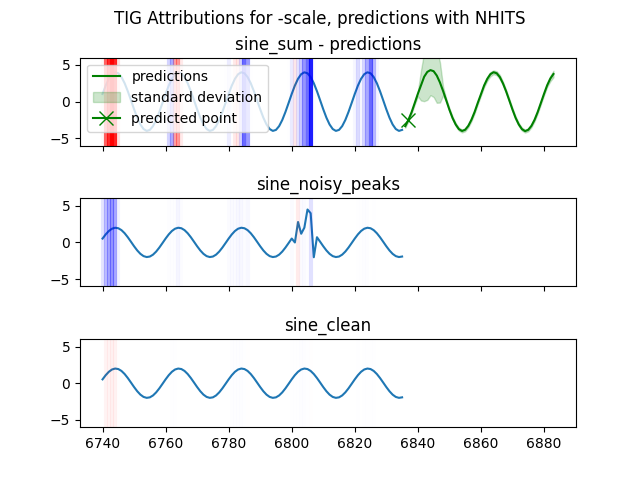 TIG Attributions for -scale, predictions with NHITS
sine_sum - predictions
5
0
−5
predictions
standard deviation
predicted point
sine_noisy_peaks
5
0
−5
sine_clean
5
0
−5
6740 6760 6780 6800 6820 6840 6860 6880